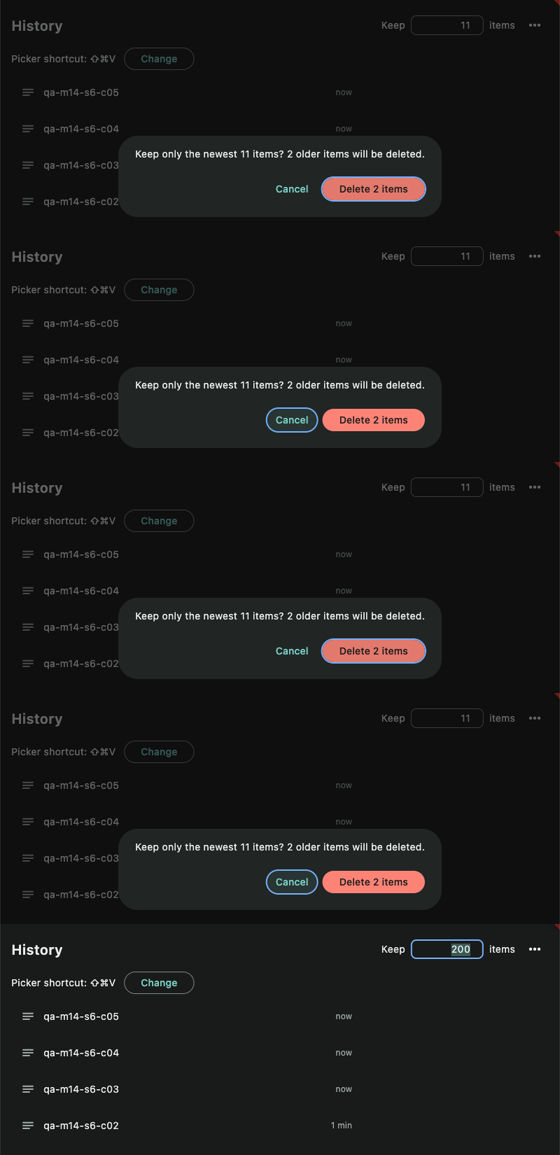 History Keep 11 items •••
Picker shortcut: ⇧⌘V Change
qa-m14-s6-c05 now
qa-m14-s6-c04 now
Keep only the newest 11 items? 2 older items will be deleted.
qa-m14-s6-c03
Cancel Delete 2 items
qa-m14-s6-c02
History Keep 11 items •••
Picker shortcut: ⇧⌘V Change
qa-m14-s6-c05 now
qa-m14-s6-c04 now
Keep only the newest 11 items? 2 older items will be deleted.
qa-m14-s6-c03
Cancel Delete 2 items
qa-m14-s6-c02
History Keep 11 items •••
Picker shortcut: ⇧⌘V Change
qa-m14-s6-c05 now
qa-m14-s6-c04 now
Keep only the newest 11 items? 2 older items will be deleted.
qa-m14-s6-c03
Cancel Delete 2 items
qa-m14-s6-c02
History Keep 11 items •••
Picker shortcut: ⇧⌘V Change
qa-m14-s6-c05 now
qa-m14-s6-c04 now
Keep only the newest 11 items? 2 older items will be deleted.
qa-m14-s6-c03
Cancel Delete 2 items
qa-m14-s6-c02
History Keep 200 items •••
Picker shortcut: ⇧⌘V Change
qa-m14-s6-c05 now
qa-m14-s6-c04 now
qa-m14-s6-c03 now
qa-m14-s6-c02 1 min